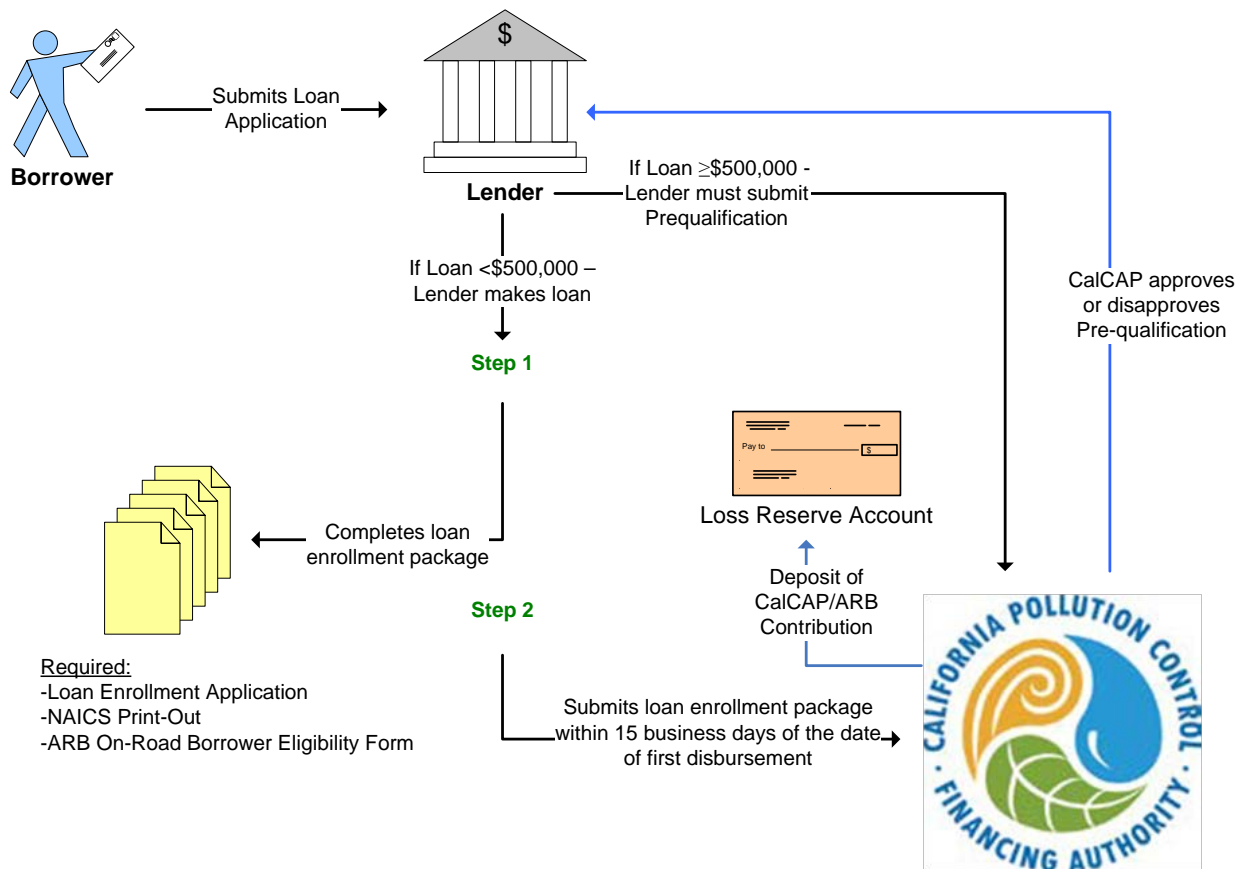 $
Submits Loan
Application
Borrower
Lender
If Loan ≥$500,000 -
Lender must submit
Prequalification
If Loan <$500,000 –
Lender makes loan
CalCAP approves
or disapproves
Pre-qualification
Step 1
Pay to
$
Loss Reserve Account
Completes loan
enrollment package
Deposit of
CalCAP/ARB
Contribution
Step 2
Required:
-Loan Enrollment Application
-NAICS Print-Out
-ARB On-Road Borrower Eligibility Form
Submits loan enrollment package
within 15 business days of the date
of first disbursement
CALIFORNIA POLLUTION CONTROL
· FINANCING AUTHORITY ·